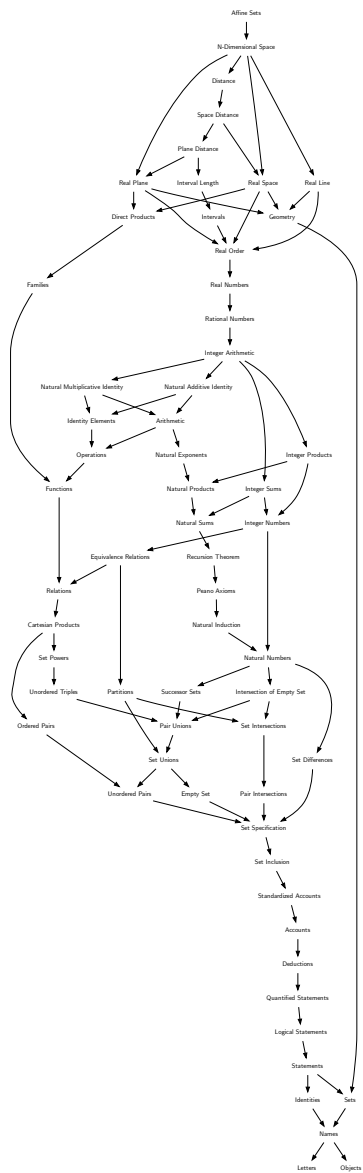 Affine Sets
N-Dimensional Space
Distance
Space Distance
Plane Distance
Real Plane
Interval Length
Real Space
Real Line
Direct Products
Intervals
Geometry
Real Order
Families
Real Numbers
Rational Numbers
Integer Arithmetic
Natural Multiplicative Identity
Natural Additive Identity
Identity Elements
Arithmetic
Operations
Natural Exponents
Integer Products
Functions
Natural Products
Integer Sums
Natural Sums
Integer Numbers
Equivalence Relations
Recursion Theorem
Relations
Peano Axioms
Cartesian Products
Natural Induction
Set Powers
Natural Numbers
Unordered Triples
Partitions
Successor Sets
Intersection of Empty Set
Ordered Pairs
Pair Unions
Set Intersections
Set Unions
Set Differences
Unordered Pairs
Empty Set
Pair Intersections
Set Specification
Set Inclusion
Standardized Accounts
Accounts
Deductions
Quantified Statements
Logical Statements
Statements
Identities
Sets
Names
Letters
Objects